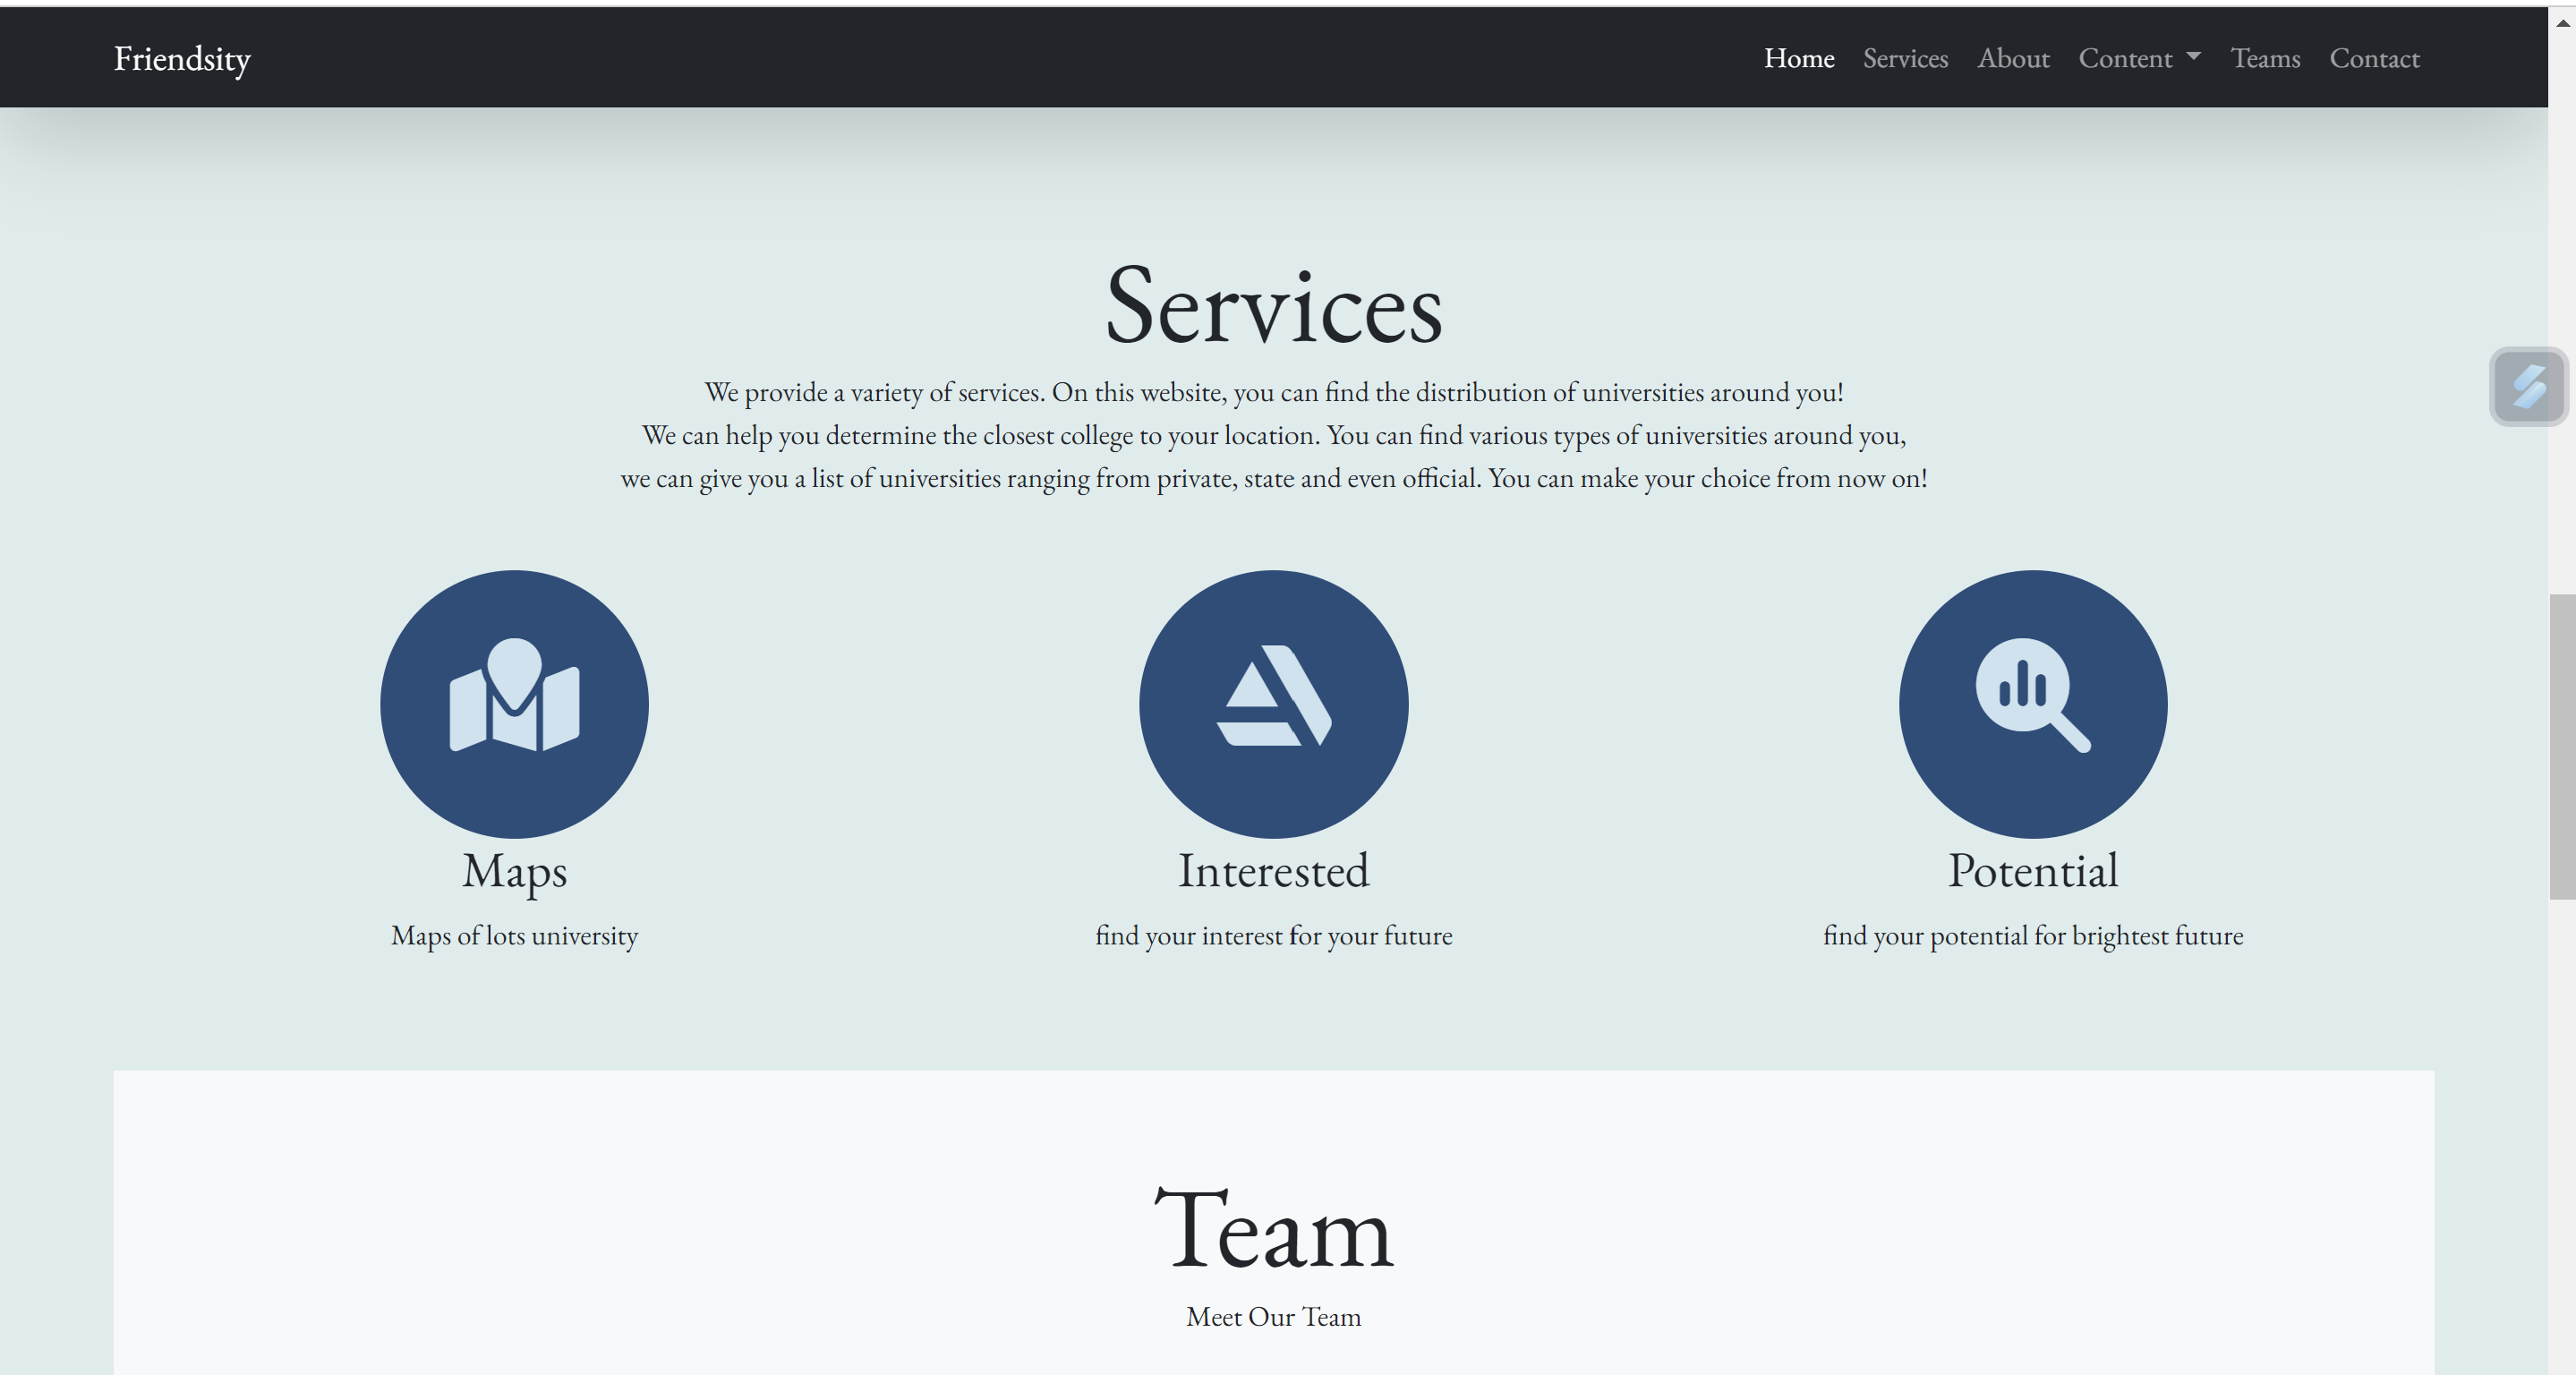 Friendsity
Home Services About Content Teams Contact
Services
We provide a variety of services. On this website, you can find the distribution of universities around you!
We can help you determine the closest college to your location. You can find various types of universities around you,
we can give you a list of universities ranging from private, state and even official. You can make your choice from now on!
Maps
Maps of lots university
Interested
find your interest for your future
Potential
find your potential for brightest future
Team
Meet Our Team